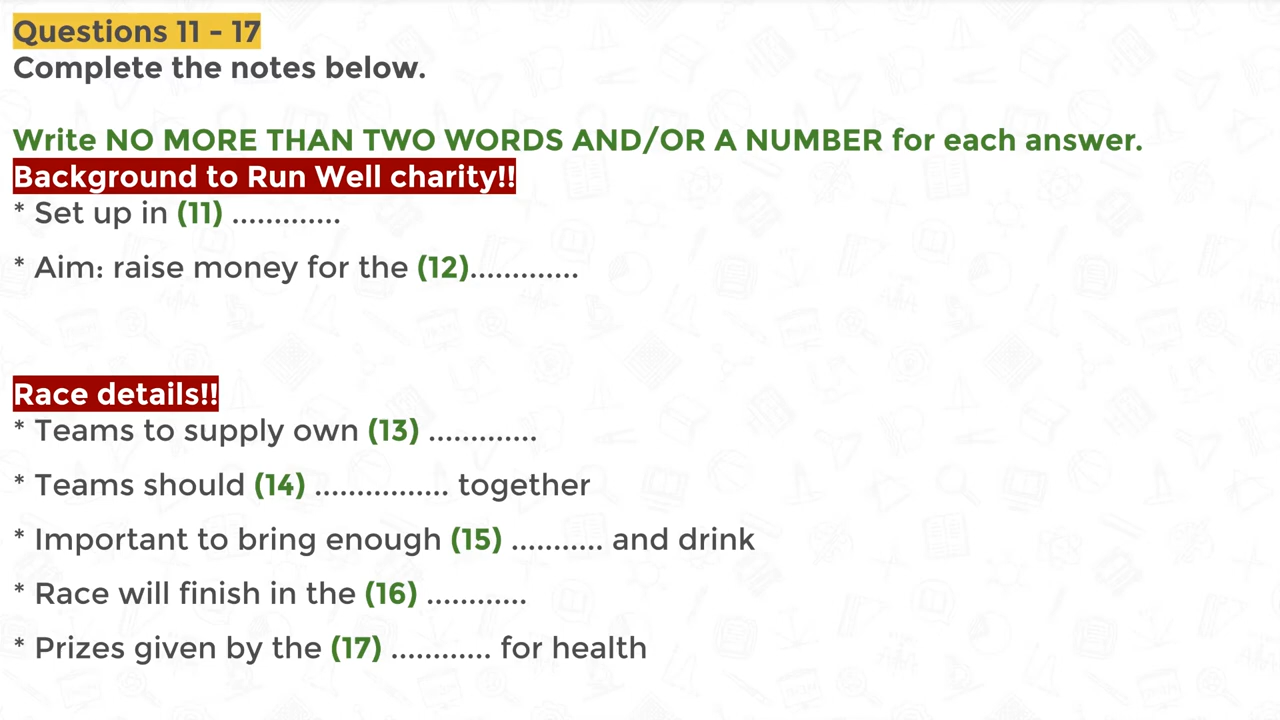 Questions 11 - 17
Complete the notes below.
Write NO MORE THAN TWO WORDS AND/OR A NUMBER for each answer.
Background to Run Well charity!!
* Set up in (11) .............
* Aim: raise money for the (12).............
Race details!!
* Teams to supply own (13) .............
* Teams should (14) ................ together
* Important to bring enough (15) ........... and drink
* Race will finish in the (16) ............
* Prizes given by the (17) ............ for health